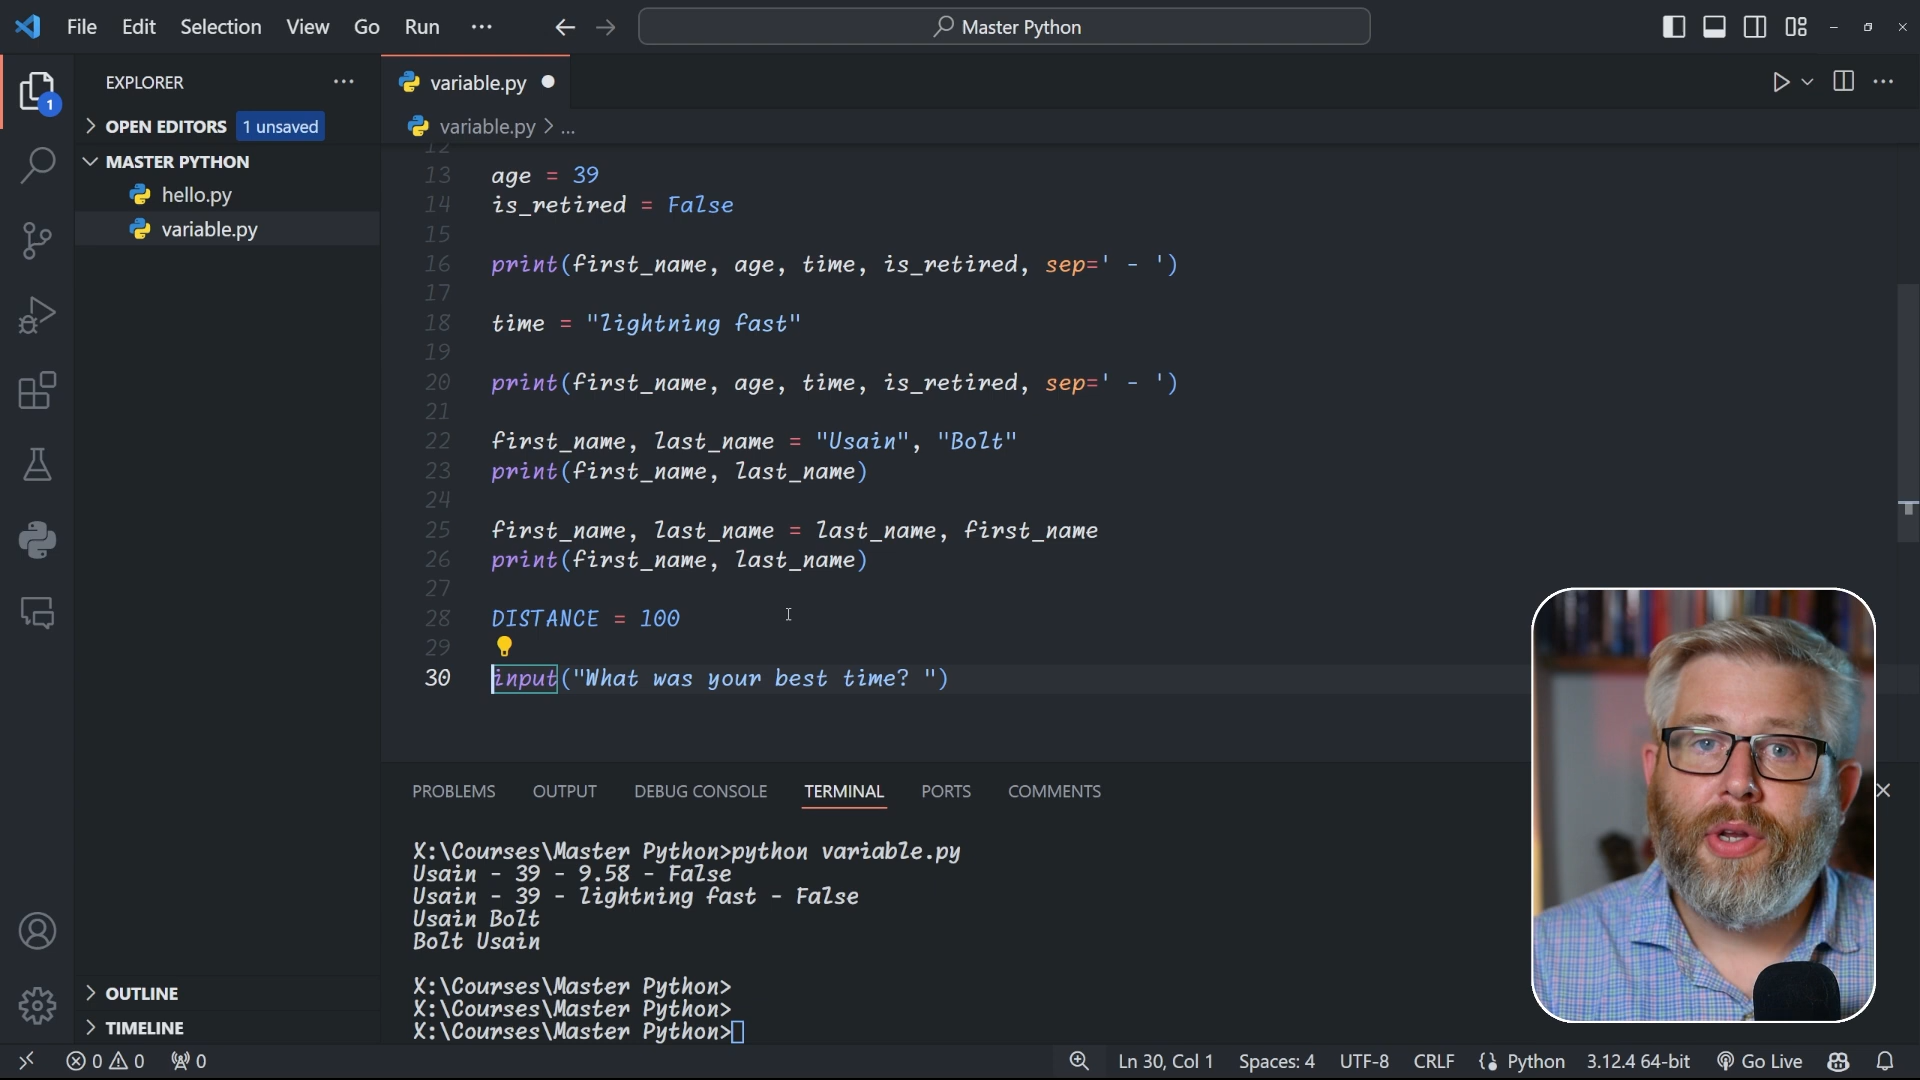 File Edit Selection View Go Run ···
Master Python
EXPLORER
OPEN EDITORS 1 unsaved
MASTER PYTHON
hello.py
variable.py
OUTLINE
TIMELINE
1
variable.py
variable.py > ...
12
13 age = 39
14 is_retired = False
15
16 print(first_name, age, time, is_retired, sep=' - ')
17
18 time = "lightning fast"
19
20 print(first_name, age, time, is_retired, sep=' - ')
21
22 first_name, last_name = "Usain", "Bolt"
23 print(first_name, last_name)
24
25 first_name, last_name = last_name, first_name
26 print(first_name, last_name)
27
28 DISTANCE = 100
29
30 input("What was your best time? ")
PROBLEMS OUTPUT DEBUG CONSOLE TERMINAL PORTS COMMENTS
X:\Courses\Master Python>python variable.py
Usain - 39 - 9.58 - False
Usain - 39 - lightning fast - False
Usain Bolt
Bolt Usain
X:\Courses\Master Python>
X:\Courses\Master Python>
X:\Courses\Master Python>
0 0 0 Ln 30, Col 1 Spaces: 4 UTF-8 CRLF Python 3.12.4 64-bit Go Live